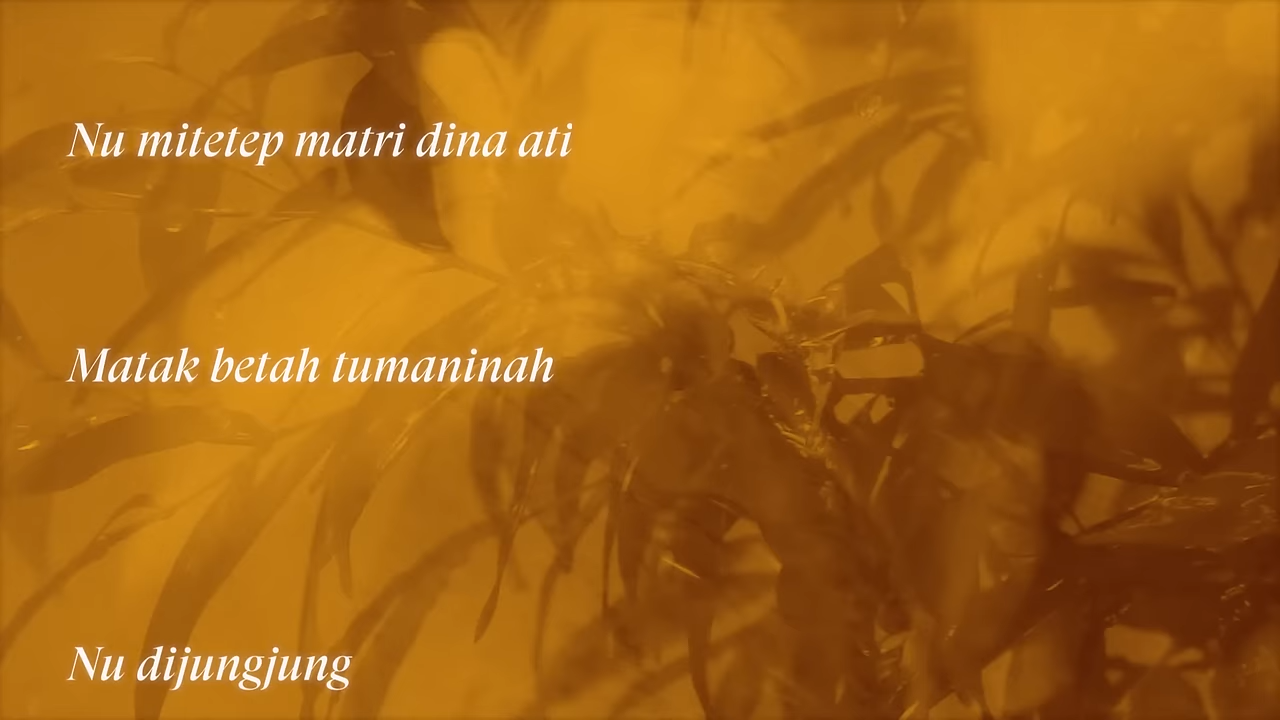 Nu mitetep matri dina ati
Matak betah tumaninah
Nu dijungjung